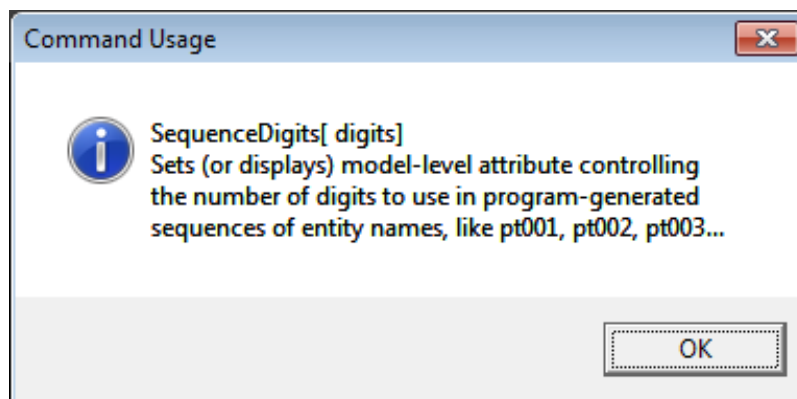 Command Usage
SequenceDigits[ digits]
Sets (or displays) model-level attribute controlling
the number of digits to use in program-generated
sequences of entity names, like pt001, pt002, pt003...
OK